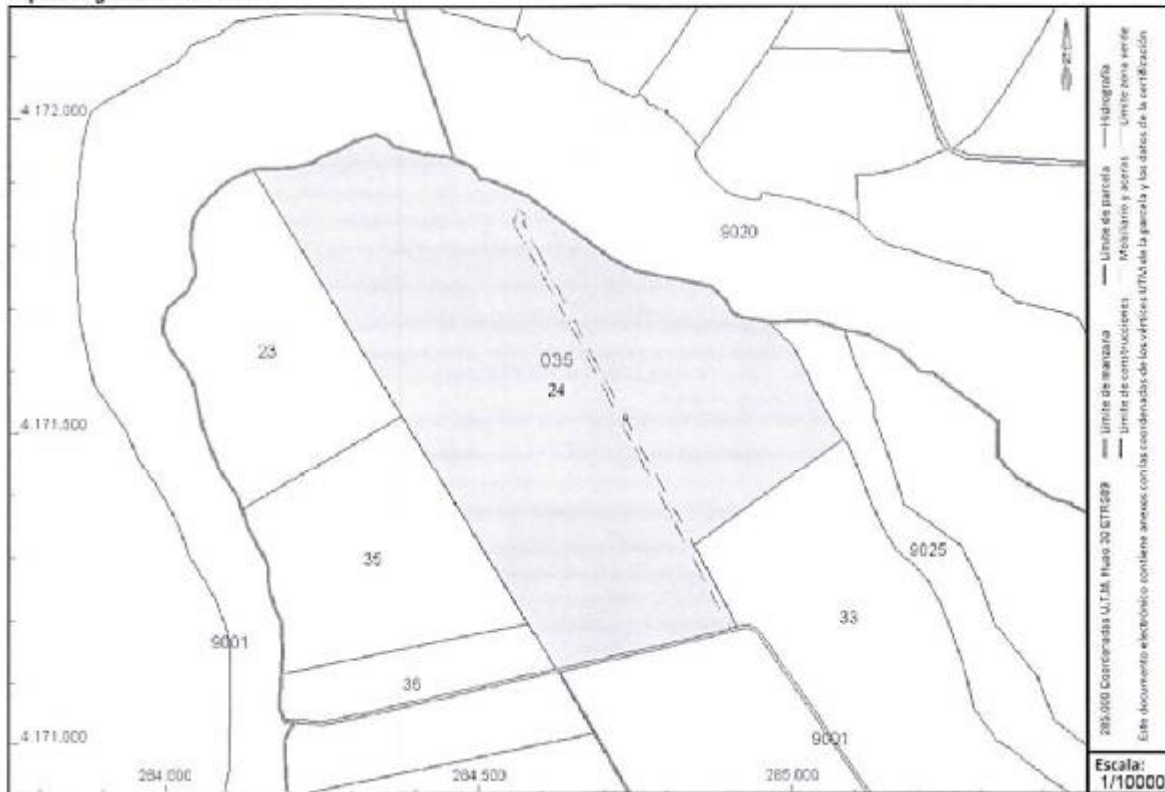 4.172.000
9020
23
035
24
4.171.500
35
9025
33
9001
36
4.171.000
9001
284.000
284.500
285.000
285.000 Coordenadas U.T.M. Huso 30 ETRS89
Límite de manzana
Límite de parcela
Hidrografía
Límite de construcciones
Mobiliario y aceras
Límite zona verde
Este documento electrónico contiene anexos con las coordenadas de los vértices UTM de la parcela y los datos de la certificación
Escala:
1/10000